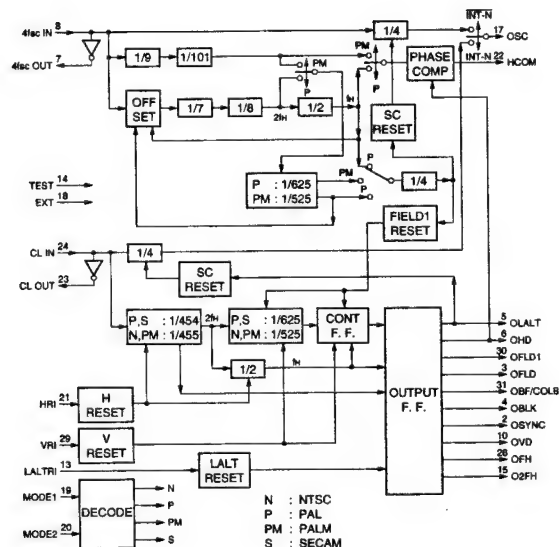 4fsc IN 8
1/4
INT-N
17 OSC
4fsc OUT 7
1/9
1/101
PM
P
PM
P
INT-N
PHASE COMP
22 HCOM
OFF SET
1/7
1/8
2fH
1/2
fH
SC RESET
TEST 14
EXT 18
P : 1/625
PM : 1/525
PM
P
P
1/4
FIELD1 RESET
CL IN 24
1/4
CL OUT 23
SC RESET
P,S : 1/454
N,PM : 1/455
2fH
P,S : 1/625
N,PM : 1/525
CONT F. F.
1/2
fH
OUTPUT F. F.
5 OLALT
6 OHD
30 OFLD1
3 OFLD
31 OBF/COLB
4 OBLK
2 OSYNC
10 OVD
28 OFH
15 O2FH
HRI 21
H RESET
VRI 29
V RESET
LALTRI 13
LALT RESET
MODE1 19
MODE2 20
DECODE
N
P
PM
S
N : NTSC
P : PAL
PM : PALM
S : SECAM